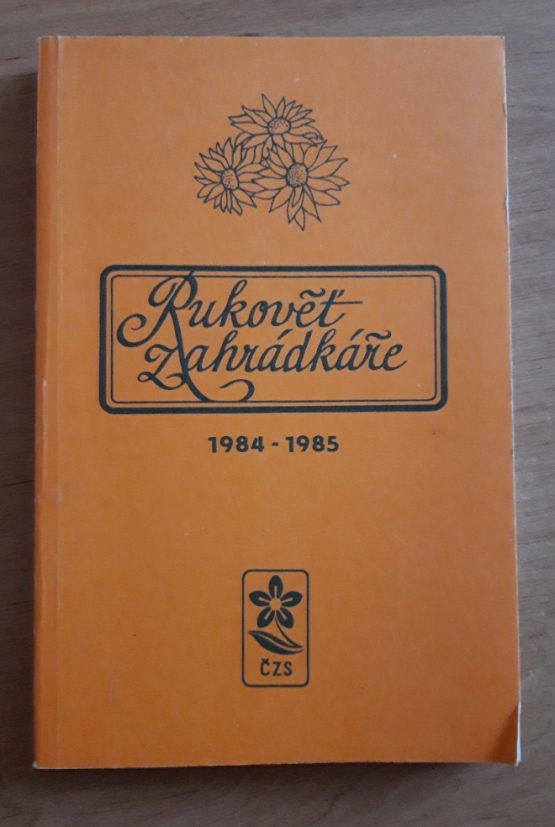 Rukověť
zahrádkáře
1984 - 1985
ČZS